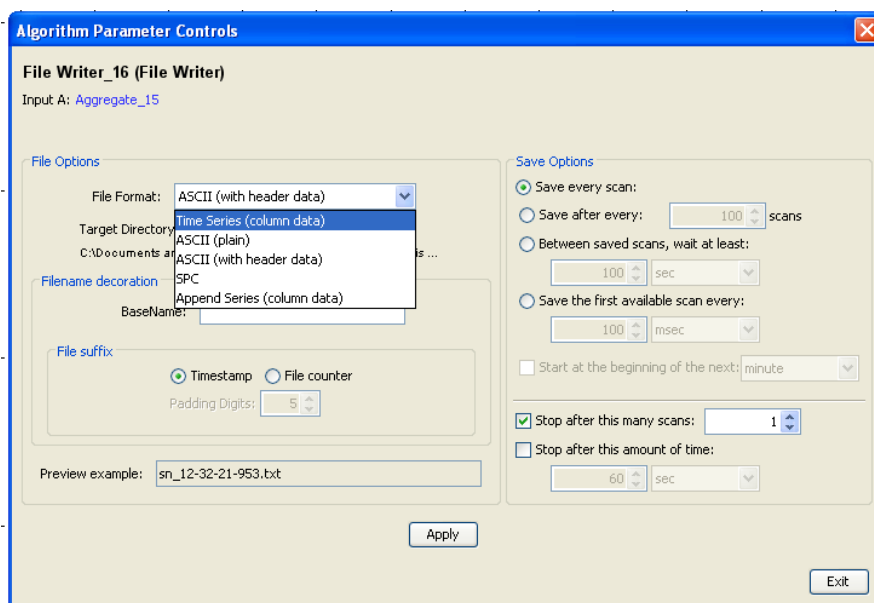 Algorithm Parameter Controls
File Writer_16 (File Writer)
Input A: Aggregate_15
File Options
File Format: ASCII (with header data)
Time Series (column data)
ASCII (plain)
ASCII (with header data)
SPC
Append Series (column data)
Target Directory
C:\Documents ar is ...
Filename decoration
BaseName:
File suffix
Timestamp File counter
Padding Digits: 5
Preview example: sn_12-32-21-953.txt
Save Options
Save every scan:
Save after every: 100 scans
Between saved scans, wait at least:
100 sec
Save the first available scan every:
100 msec
Start at the beginning of the next: minute
Stop after this many scans: 1
Stop after this amount of time:
60 sec
Apply
Exit